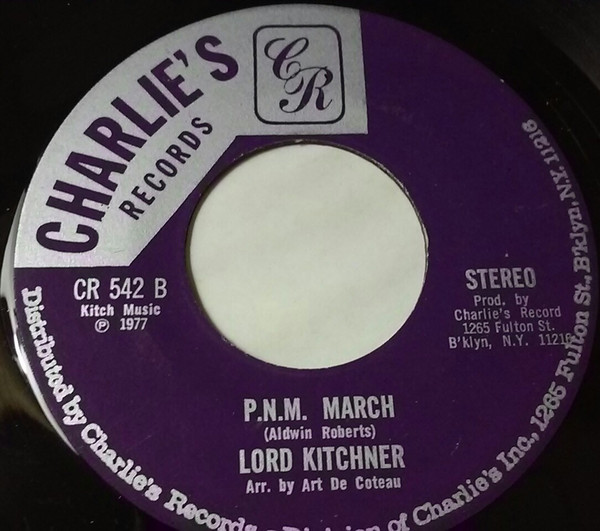 CHARLIE'S
RECORDS
CR
CR 542 B
Kitch Music
℗ 1977
STEREO
Prod. by
Charlie's Record
1265 Fulton St.
B'klyn, N.Y. 11216
P.N.M. MARCH
(Aldwin Roberts)
LORD KITCHNER
Arr. by Art De Coteau
Distributed by Charlie's Records a Division of Charlie's Inc., 1265 Fulton St., B'klyn, N.Y. 11216